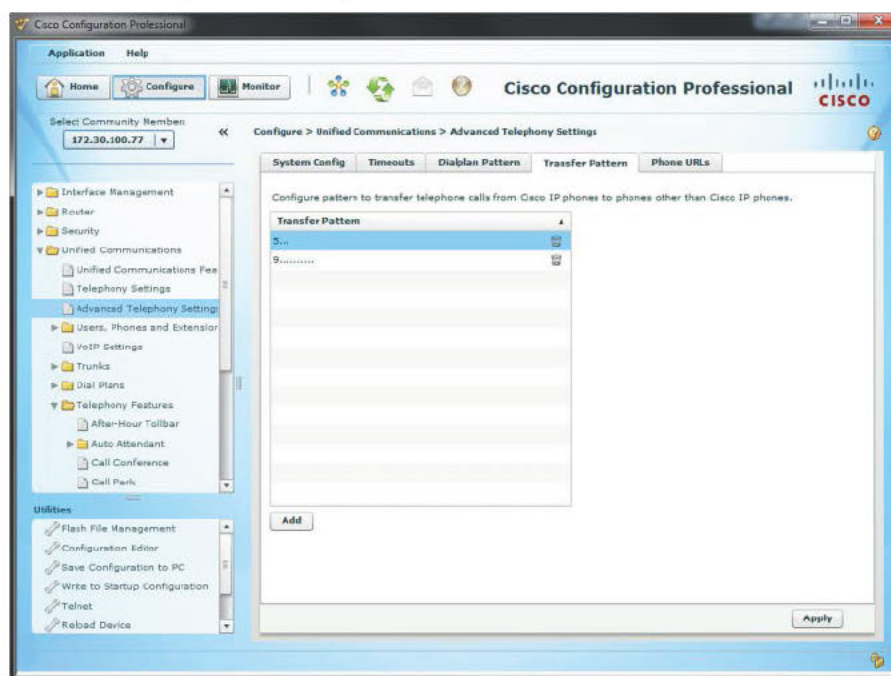 Cisco Configuration Professional
Application Help
Home Configure Monitor
Cisco Configuration Professional
CISCO
Select Community Member:
172.30.100.77
Configure > Unified Communications > Advanced Telephony Settings
System Config Timeouts Dialplan Pattern Transfer Pattern Phone URLs
Configure pattern to transfer telephone calls from Cisco IP phones to phones other than Cisco IP phones.
Transfer Pattern
5...
9..........
Add
Apply
Interface Management
Router
Security
Unified Communications
Unified Communications Fea
Telephony Settings
Advanced Telephony Setting
Users, Phones and Extension
VoIP Settings
Trunks
Dial Plans
Telephony Features
After-Hour Tollbar
Auto Attendant
Call Conference
Call Park
Utilities
Flash File Management
Configuration Editor
Save Configuration to PC
Write to Startup Configuration
Telnet
Reload Device